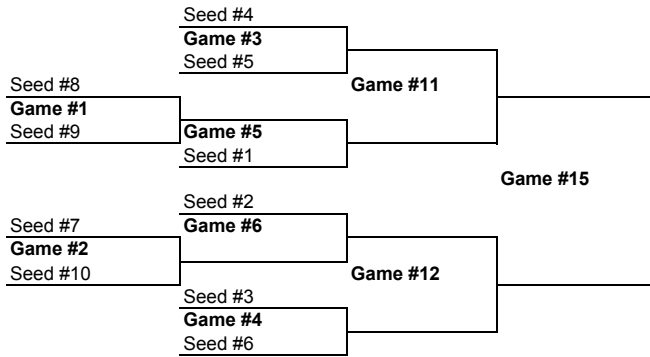 Seed #4
Game #3
Seed #5
Seed #8
Game #11
Game #1
Seed #9
Game #5
Seed #1
Game #15
Seed #2
Seed #7
Game #6
Game #2
Seed #10
Game #12
Seed #3
Game #4
Seed #6